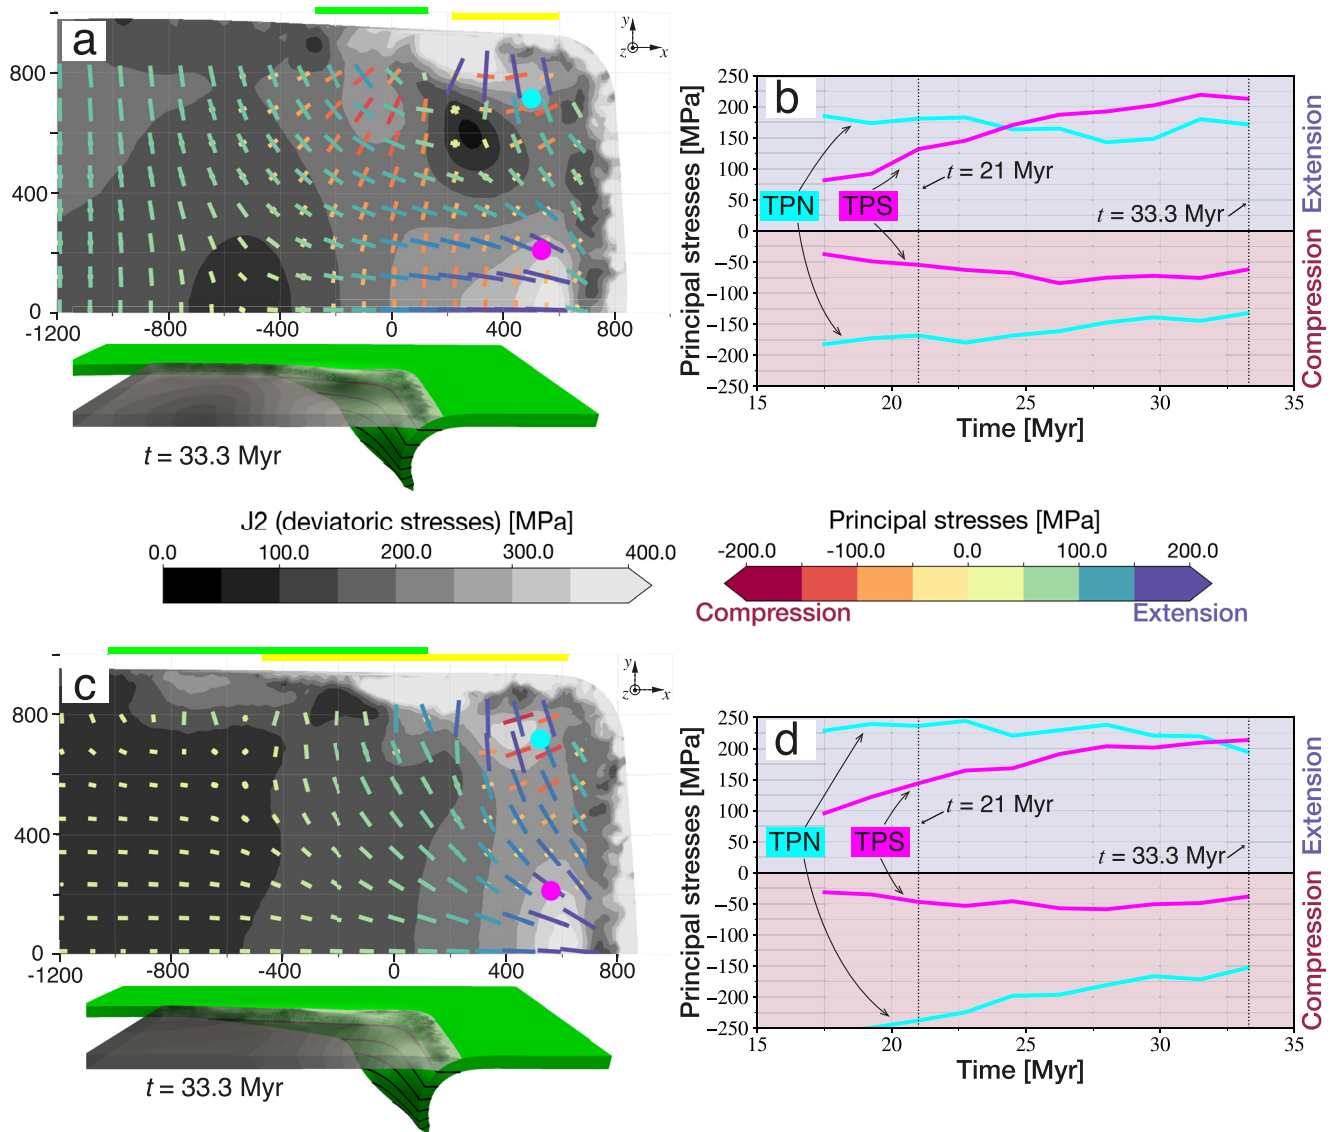 a
y
z
x
800
400
0
-1200
-800
-400
0
400
800
t = 33.3 Myr
b
Principal stresses [MPa]
250
200
150
100
50
0
−50
−100
−150
−200
−250
TPN
TPS
t = 21 Myr
t = 33.3 Myr
Extension
Compression
15
20
25
30
35
Time [Myr]
J2 (deviatoric stresses) [MPa]
0.0 100.0 200.0 300.0 400.0
Principal stresses [MPa]
-200.0 -100.0 0.0 100.0 200.0
Compression Extension
c
y
z
x
800
400
0
-1200
-800
-400
0
400
800
t = 33.3 Myr
d
Principal stresses [MPa]
250
200
150
100
50
0
−50
−100
−150
−200
−250
TPN
TPS
t = 21 Myr
t = 33.3 Myr
Extension
Compression
15
20
25
33
35
Time [Myr]